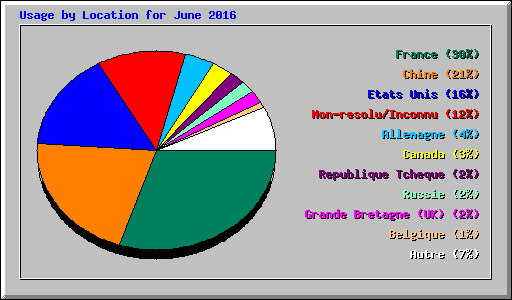 Usage by Location for June 2016
France (30%)
Chine (21%)
Etats Unis (16%)
Non-resolu/Inconnu (12%)
Allemagne (4%)
Canada (3%)
Republique Tcheque (2%)
Russie (2%)
Grande Bretagne (UK) (2%)
Belgique (1%)
Autre (7%)